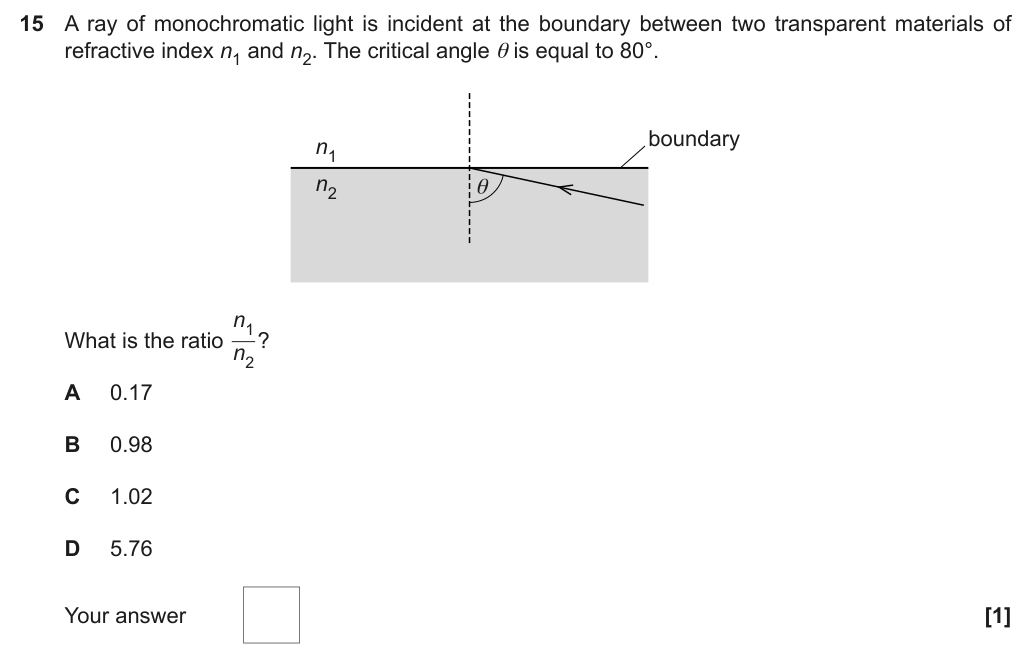 15 A ray of monochromatic light is incident at the boundary between two transparent materials of
refractive index n₁ and n₂. The critical angle θ is equal to 80°.
boundary
n₁
n₂
θ
What is the ratio n₁/n₂?
A 0.17
B 0.98
C 1.02
D 5.76
Your answer
[1]